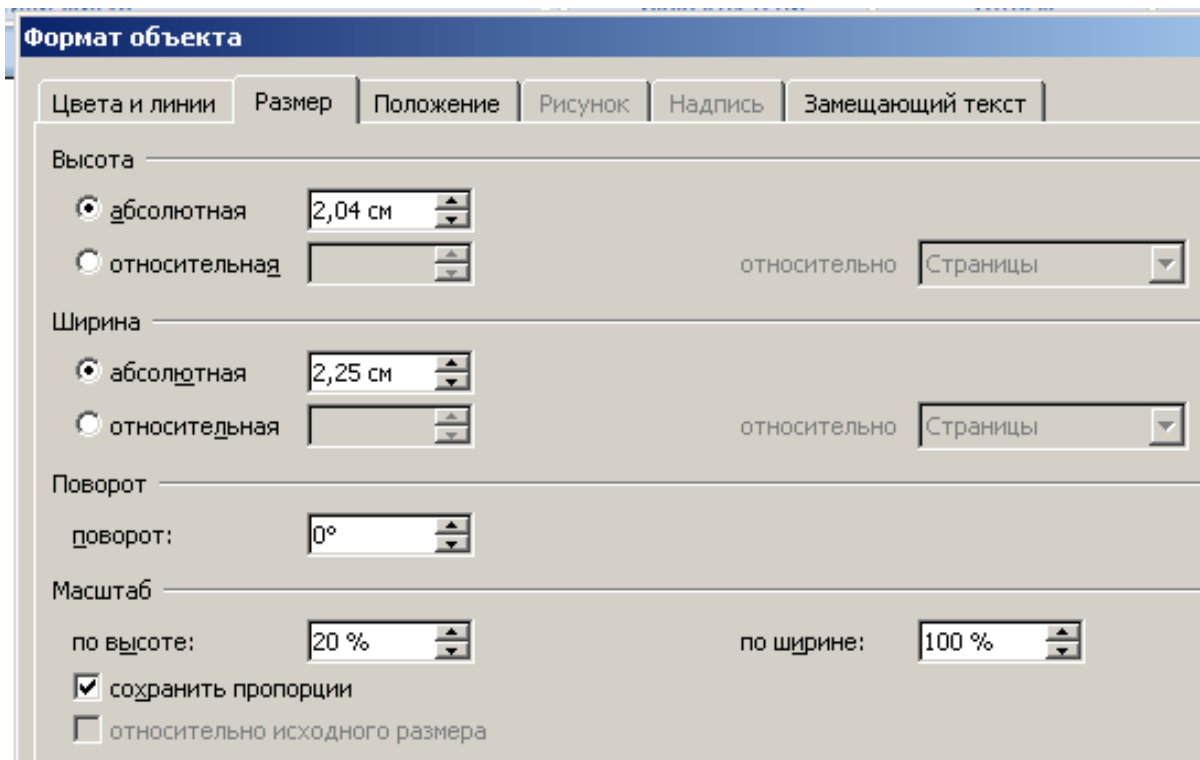 Формат объекта
Цвета и линии Размер Положение Рисунок Надпись Замещающий текст
Высота
абсолютная 2,04 см
относительная относительно Страницы
Ширина
абсолютная 2,25 см
относительная относительно Страницы
Поворот
поворот: 0°
Масштаб
по высоте: 20 % по ширине: 100 %
сохранить пропорции
относительно исходного размера